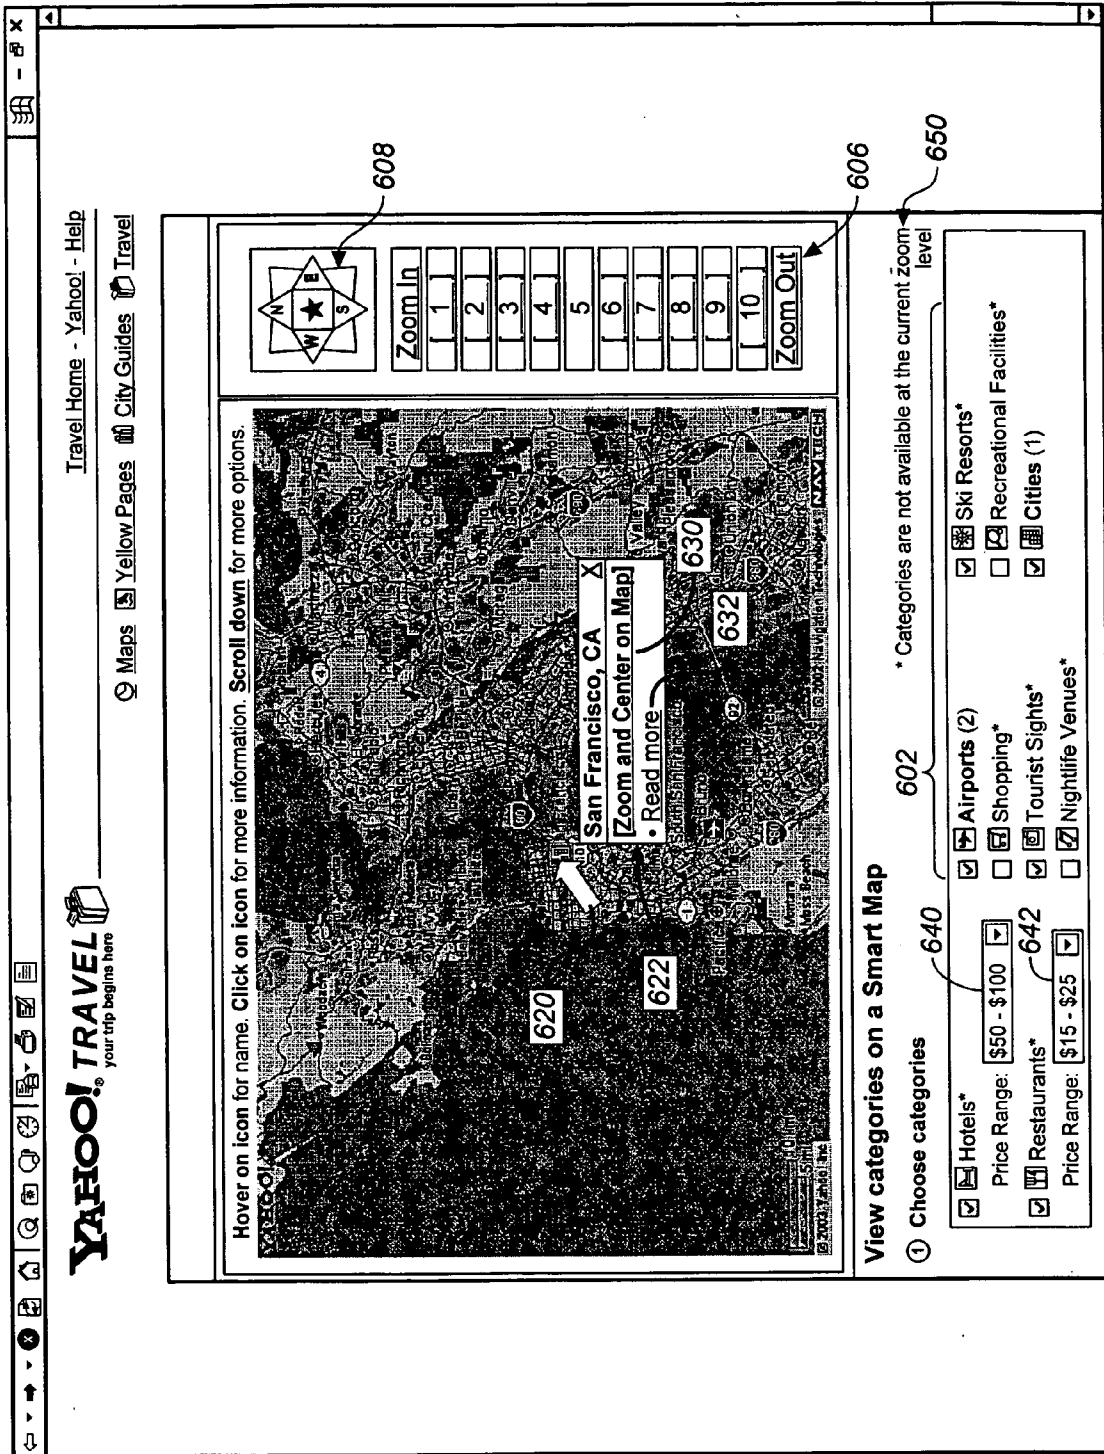 YAHOO!® TRAVEL
your trip begins here
Travel Home - Yahoo! - Help
Maps Yellow Pages City Guides Travel
Hover on icon for name. Click on icon for more information. Scroll down for more options.
YAHOO!
San Francisco, CA X
[Zoom and Center on Map]
• Read more
620
622
630
632
Montara
Moss Beach
© 2003 Yahoo! Inc
© 2002 Navigation Technologies NAVTECH
N
W E
S
608
Zoom In
[ 1 ]
[ 2 ]
[ 3 ]
[ 4 ]
5
[ 6 ]
[ 7 ]
[ 8 ]
[ 9 ]
[ 10 ]
Zoom Out
606
View categories on a Smart Map
1 Choose categories
602
* Categories are not available at the current zoom level
650
Hotels*
Price Range: $50 - $100
640
Restaurants*
642
Price Range: $15 - $25
Airports (2)
Shopping*
Tourist Sights*
Nightlife Venues*
Ski Resorts*
Recreational Facilities*
Cities (1)